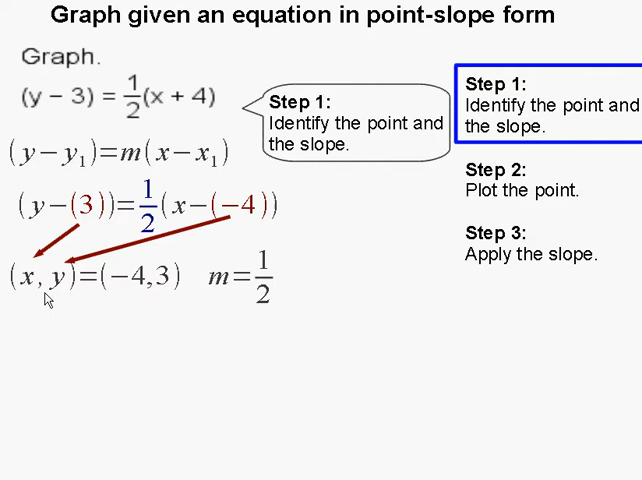 Graph given an equation in point-slope form
Graph.
(y − 3) = 1/2(x + 4)
(y−y₁)=m(x−x₁)
(y−(3))=1/2(x−(−4))
(x,y)=(−4,3) m=1/2
Step 1:
Identify the point and
the slope.
Step 1:
Identify the point and
the slope.
Step 2:
Plot the point.
Step 3:
Apply the slope.